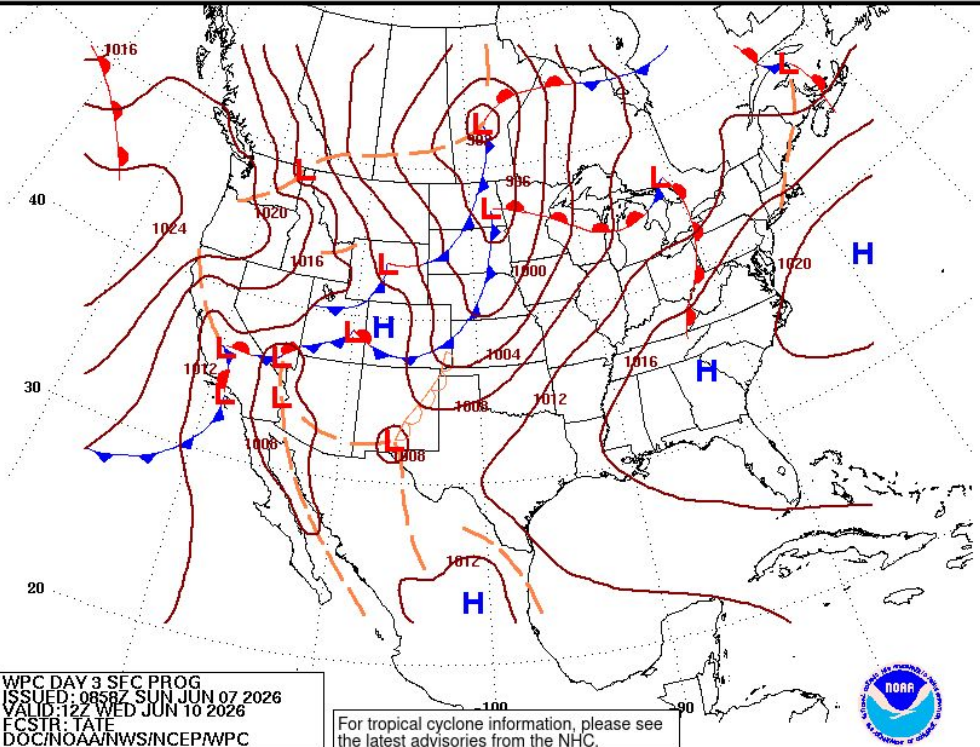 1016
L
L
992
40
L
996
L
L
1024
1020
H
1016
L
1000
1020
L
H
L
L
1004
1016
1012
H
30
L
L
1008
1012
1008
L
1008
1012
20
H
WPC DAY 3 SFC PROG
ISSUED: 0858Z SUN JUN 07 2026
VALID:12Z WED JUN 10 2026
FCSTR: TATE
DOC/NOAA/NWS/NCEP/WPC
-100
-90
For tropical cyclone information, please see
the latest advisories from the NHC.
NOAA